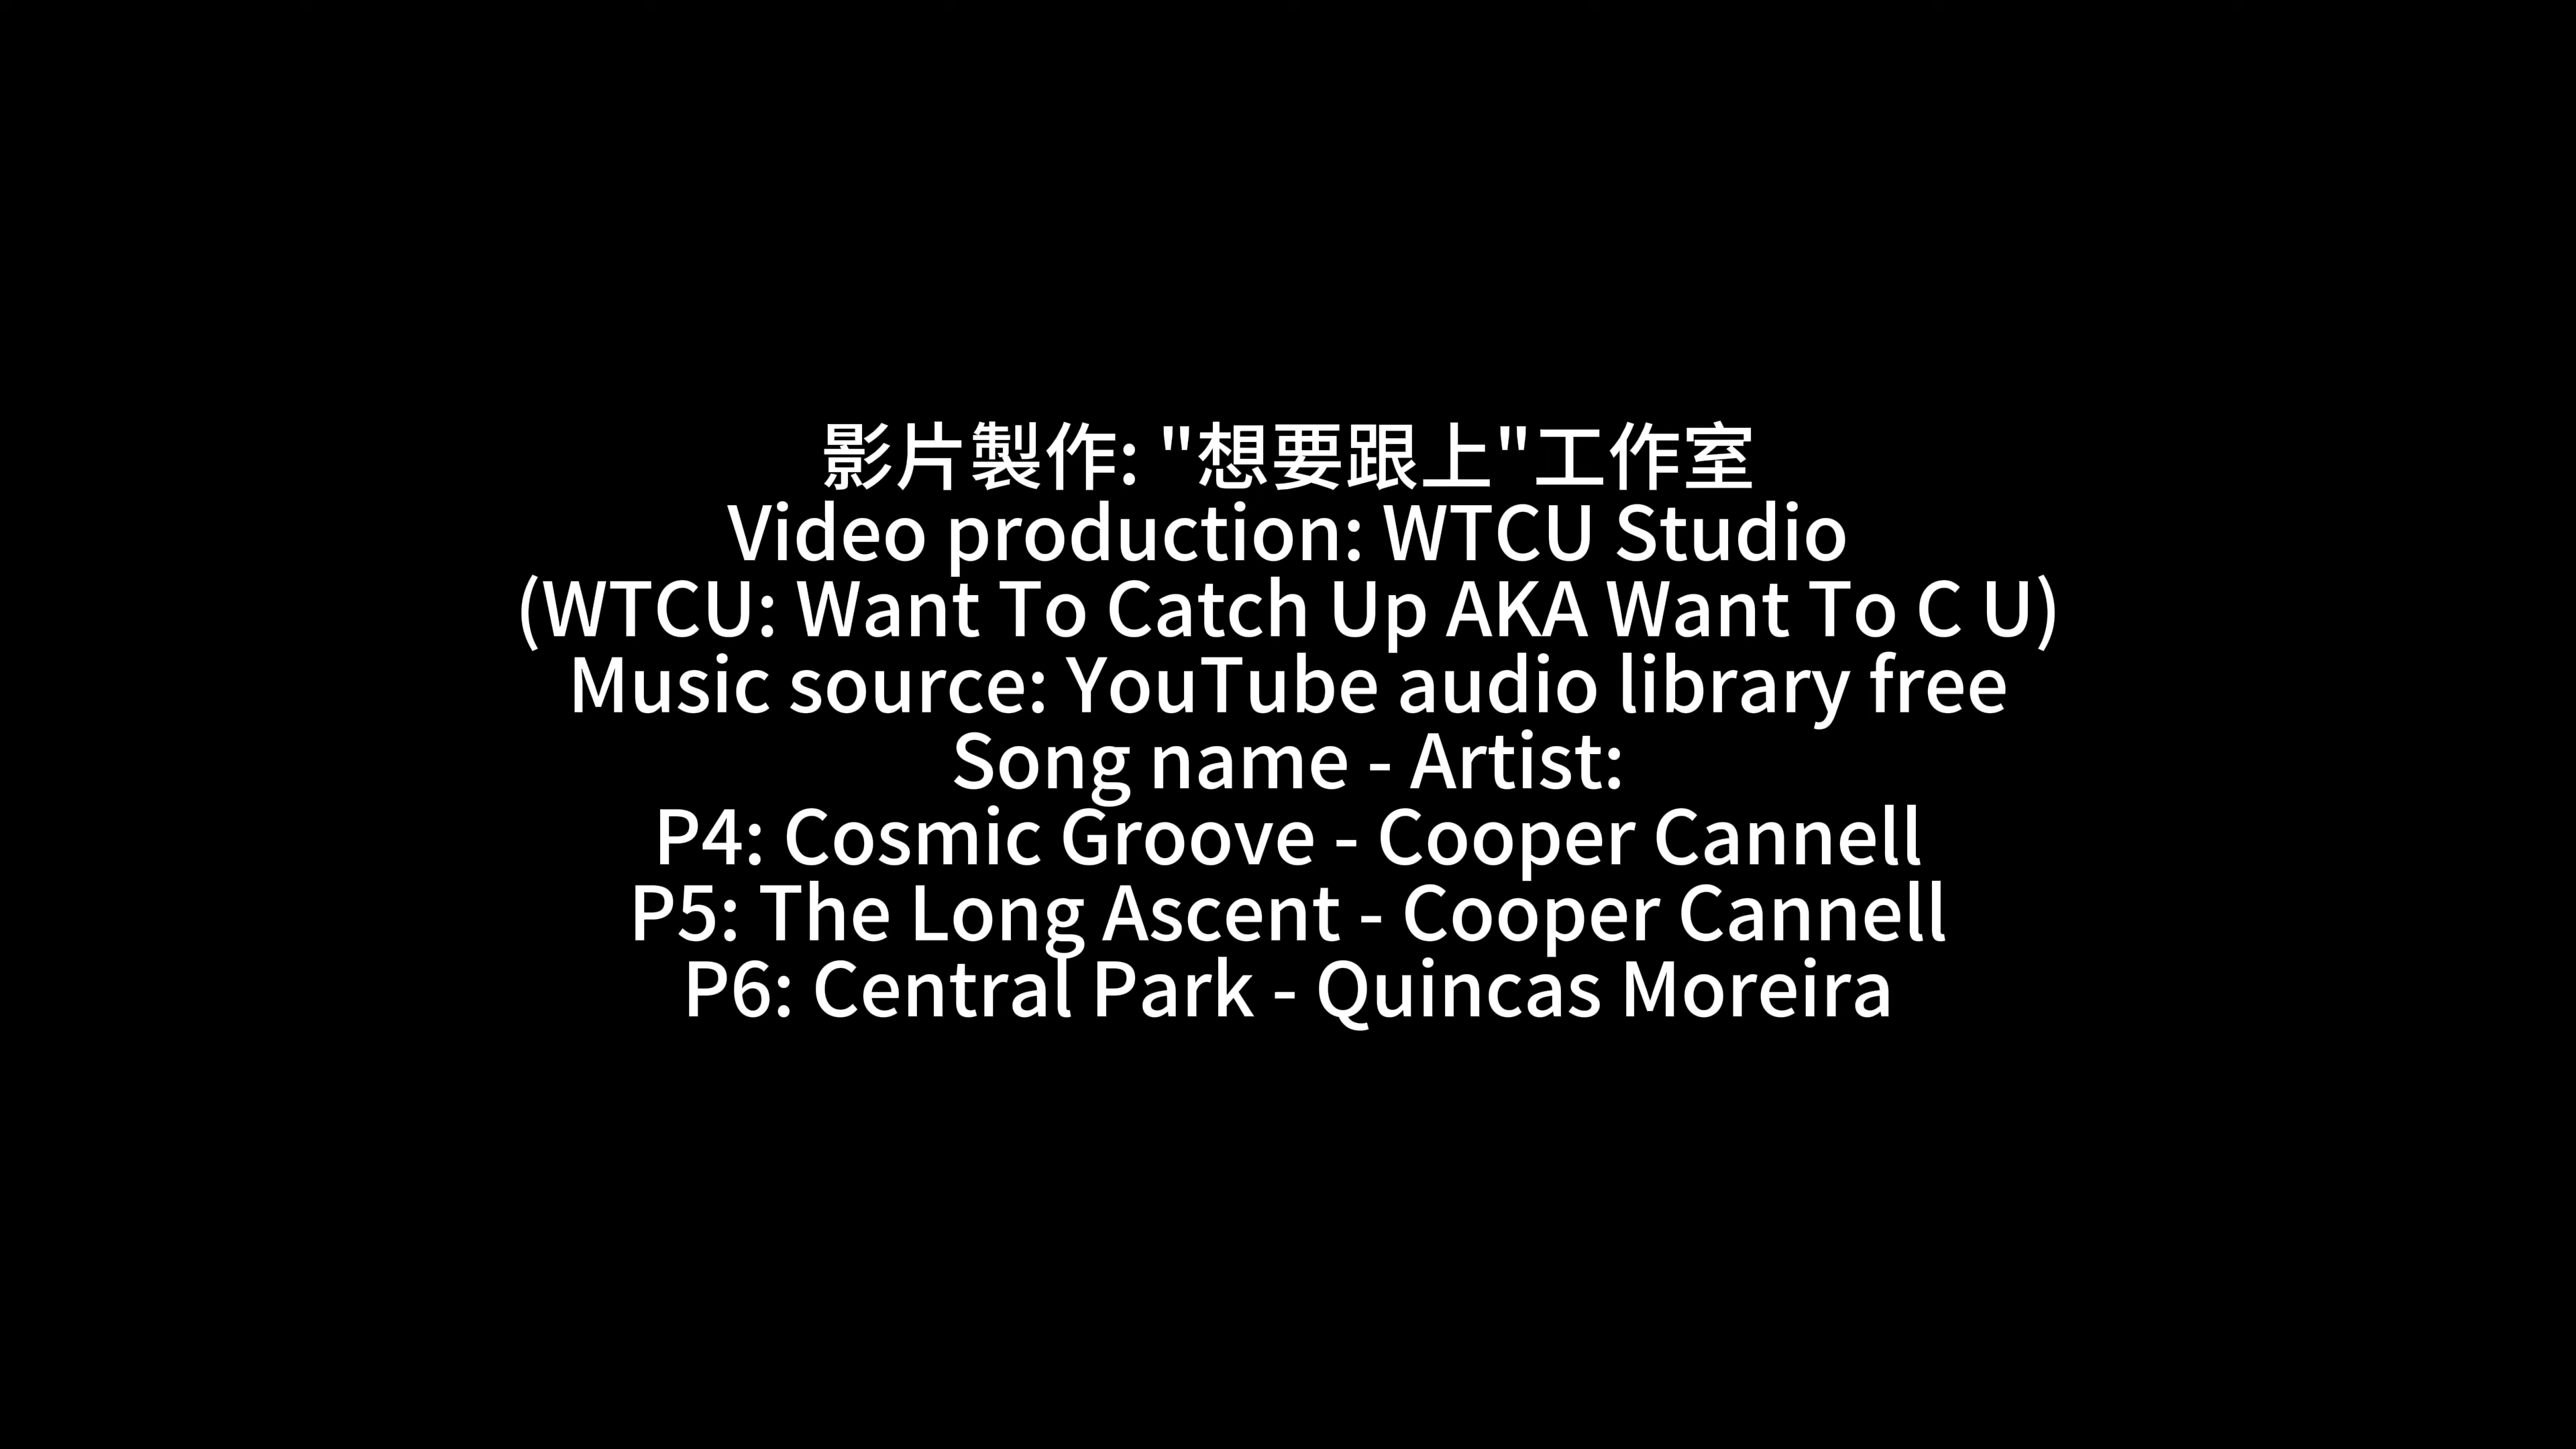 影片製作: "想要跟上"工作室
Video production: WTCU Studio
(WTCU: Want To Catch Up AKA Want To C U)
Music source: YouTube audio library free
Song name - Artist:
P4: Cosmic Groove - Cooper Cannell
P5: The Long Ascent - Cooper Cannell
P6: Central Park - Quincas Moreira